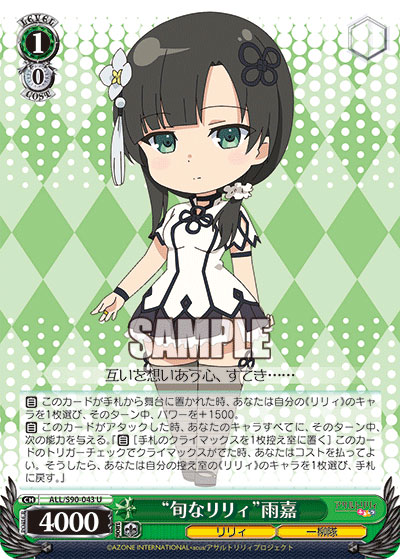 LEVEL
1
0
COST
SAMPLE
互いを想いあう心、すてき……
自 このカードが手札から舞台に置かれた時、あなたは自分の《リリィ》のキャ
ラを1枚選び、そのターン中、パワーを＋1500。
自 このカードがアタックした時、あなたのキャラすべてに、そのターン中、
次の能力を与える。『自 [手札のクライマックスを1枚控え室に置く] このカー
ドのトリガーチェックでクライマックスがでた時、あなたはコストを払ってよ
い。そうしたら、あなたは自分の控え室の《リリィ》のキャラを1枚選び、手
札に戻す。』
CH ALL/S90-043 U
“旬なリリィ”雨嘉
4000
リリィ
一柳隊
©AZONE INTERNATIONAL・acus/アサルトリリィプロジェクト